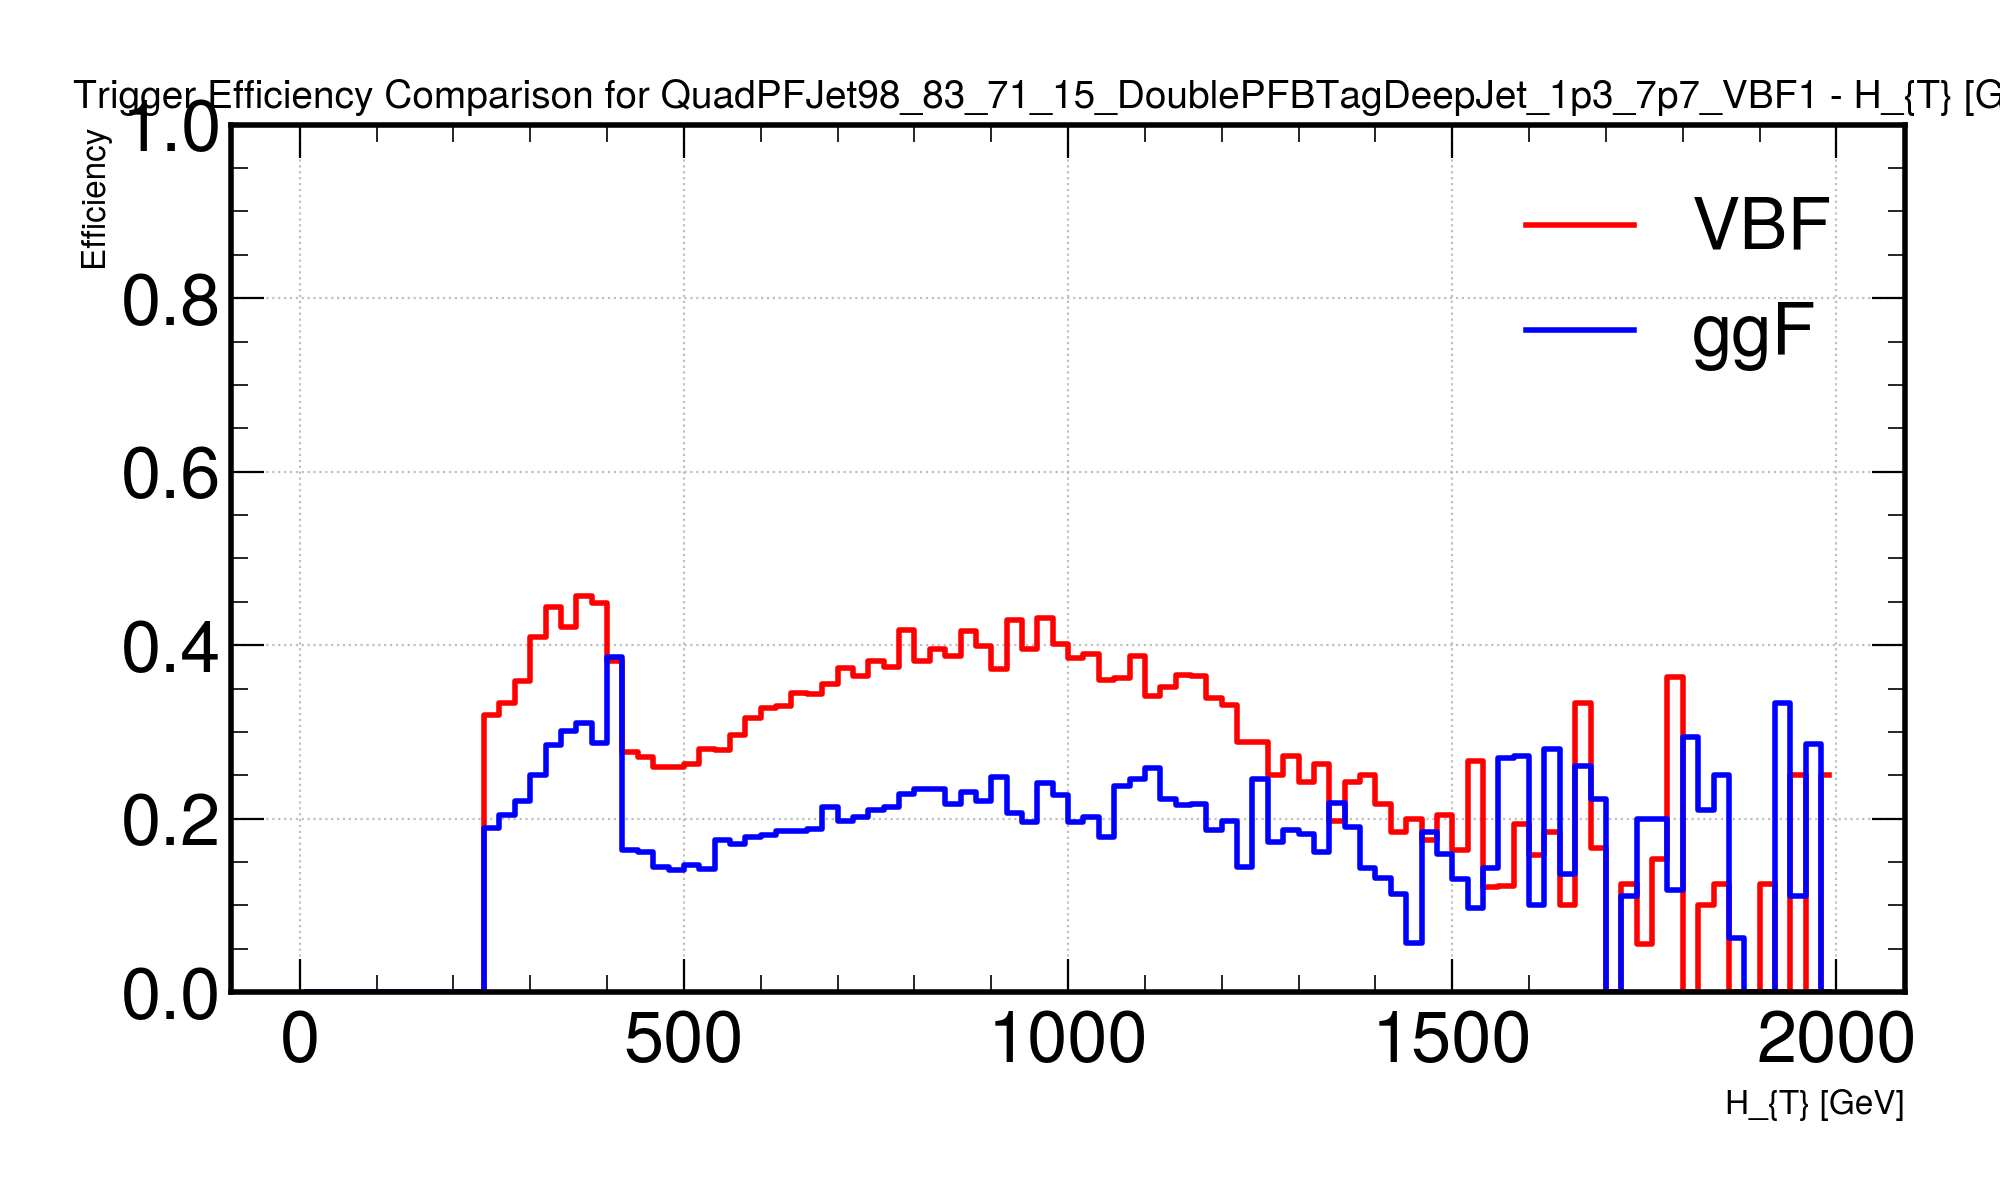 Trigger Efficiency Comparison for QuadPFJet98_83_71_15_DoublePFBTagDeepJet_1p3_7p7_VBF1 - H_{T} [G
Efficiency
1.0
0.8
0.6
0.4
0.2
0.0
VBF
ggF
0 500 1000 1500 2000
H_{T} [GeV]